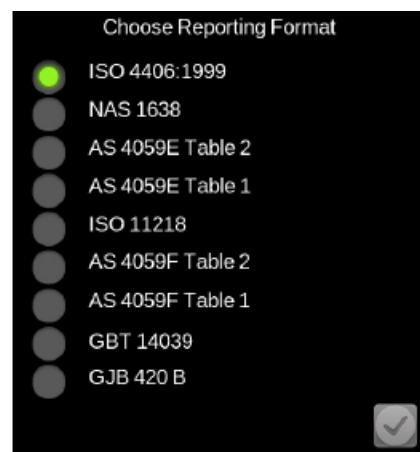 Choose Reporting Format
ISO 4406:1999
NAS 1638
AS 4059E Table 2
AS 4059E Table 1
ISO 11218
AS 4059F Table 2
AS 4059F Table 1
GBT 14039
GJB 420 B